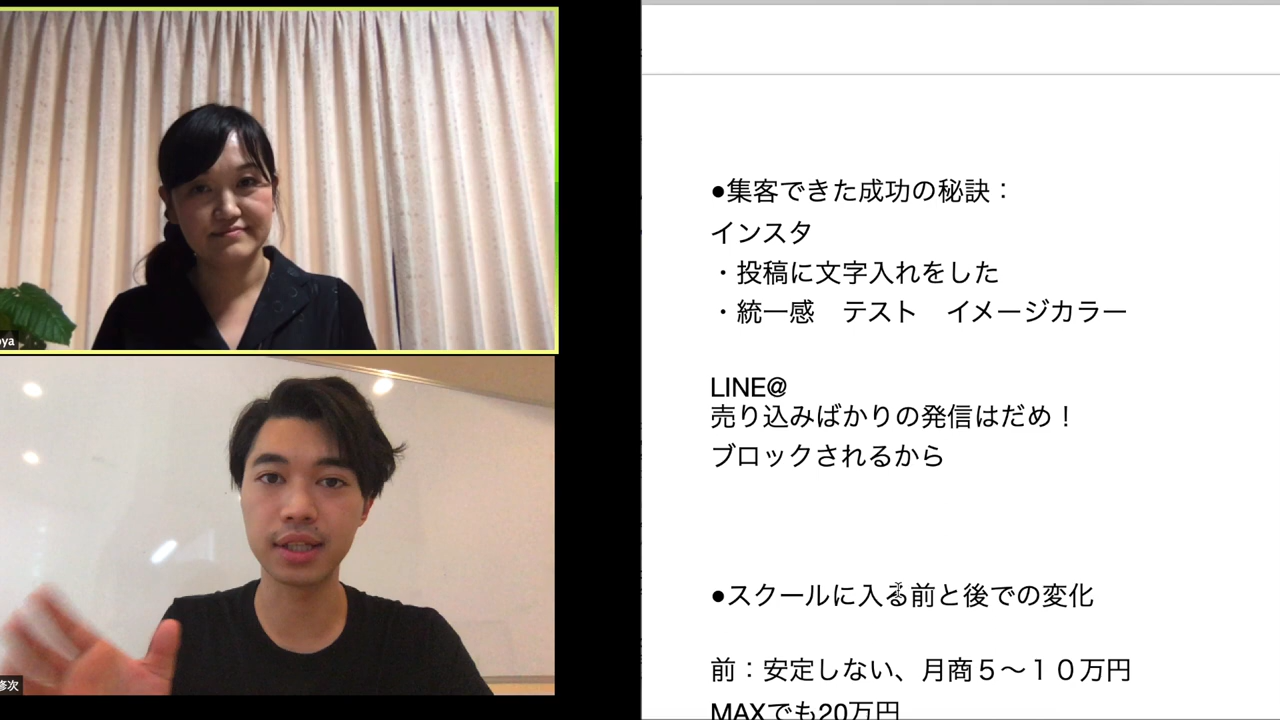 oya
修次
●集客できた成功の秘訣：
インスタ
・投稿に文字入れをした
・統一感　テスト　イメージカラー
LINE@
売り込みばかりの発信はだめ！
ブロックされるから
●スクールに入る前と後での変化
前：安定しない、月商５〜１０万円
MAXでも20万円